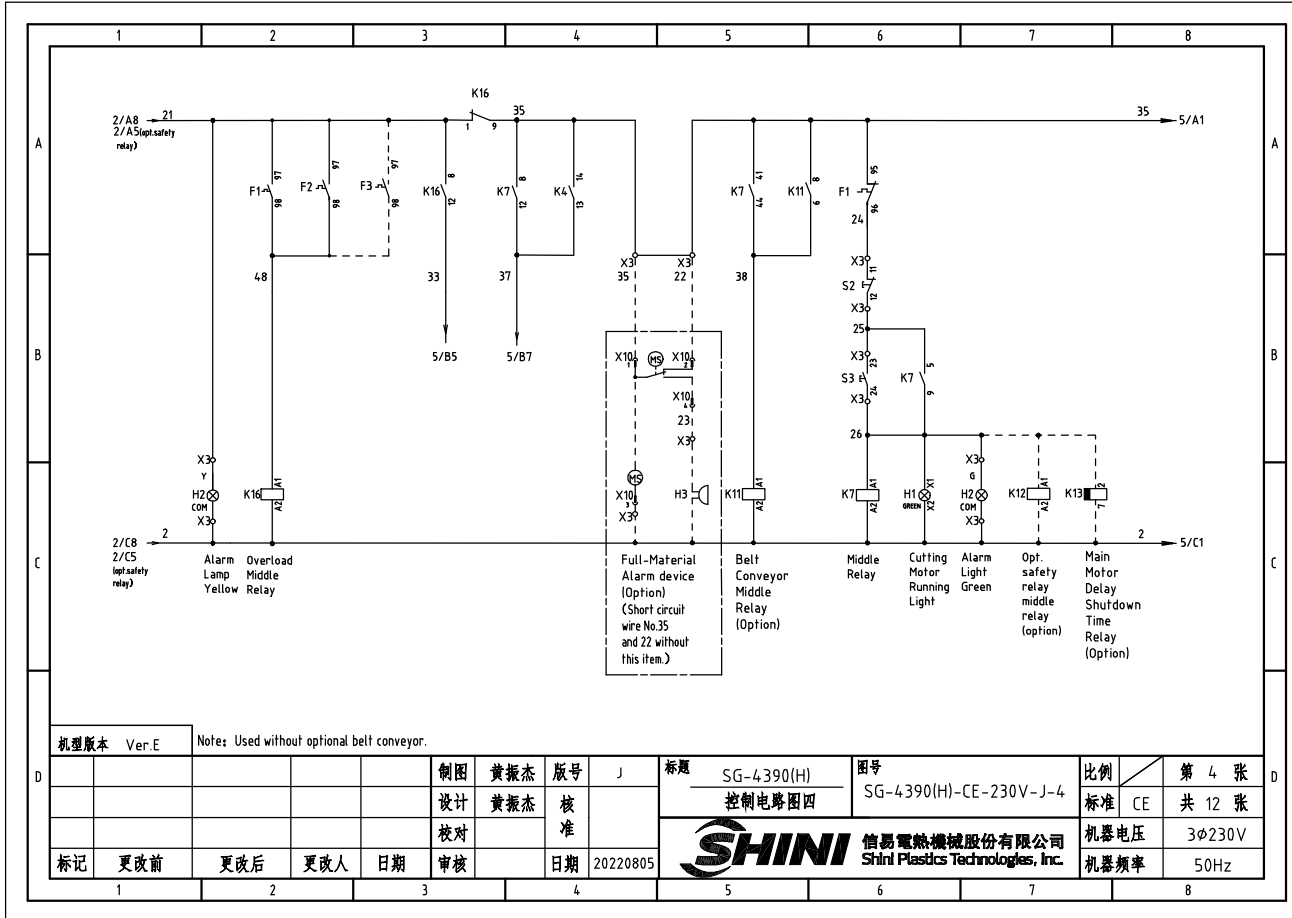 1 2 3 4 5 6 7 8
A
B
C
D
A
B
C
D
2/A8 21
2/A5(opt.safety
relay)
K16
1 9
35
35 5/A1
F1
97
98
F2
97
98
F3
97
98
K16
8
12
K7
8
12
K4
14
13
K7
41
44
K11
8
6
F1
95
96
24
X3
35
X3
22
48
33
37
38
X3
11
S2
12
X3
25
5/B5
5/B7
X10
1
MS
X10
2
X10
4
23
X3
X3
23
S3
24
X3
K7
5
9
26
X3
Y
H2
COM
X3
K16
A1
A2
MS
X10
3
X3
H3
K11
A1
A2
K7
A1
A2
H1
GREEN
X1
X2
X3
G
H2
COM
X3
K12
A1
A2
K13
2
7
2/C8 2
2/C5
(opt.safety
relay)
2 5/C1
Alarm
Lamp
Yellow
Overload
Middle
Relay
Full-Material
Alarm device
(Option)
(Short circuit
wire No.35
and 22 without
this item.)
Belt
Conveyor
Middle
Relay
(Option)
Middle
Relay
Cutting
Motor
Running
Light
Alarm
Light
Green
Opt.
safety
relay
middle
relay
(option)
Main
Motor
Delay
Shutdown
Time
Relay
(Option)
机型版本 Ver.E
Note: Used without optional belt conveyor.
制图 黄振杰 版号 J
设计 黄振杰 核准
校对
标记 更改前 更改后 更改人 日期 审核 日期 20220805
标题 SG-4390(H)
控制电路图四
图号
SG-4390(H)-CE-230V-J-4
比例 第 4 张
标准 CE 共 12 张
SHINI
信易電熱機械股份有限公司
Shini Plastics Technologies, Inc.
机器电压 3Φ230V
机器频率 50Hz
1 2 3 4 5 6 7 8